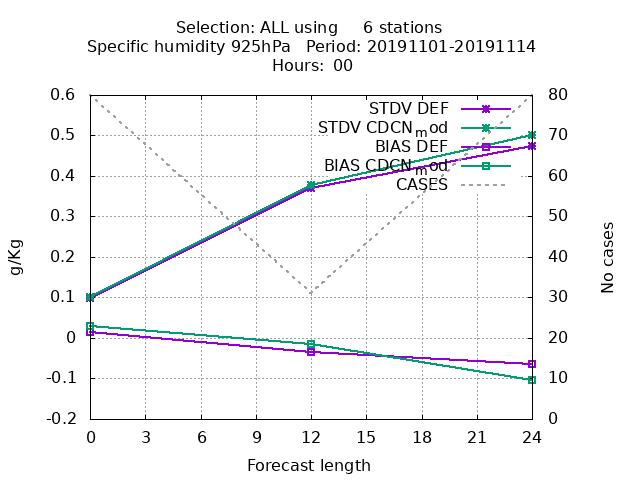 Selection: ALL using     6 stations
Specific humidity 925hPa   Period: 20191101-20191114
Hours:  00
0.6
0.5
0.4
0.3
0.2
0.1
0
-0.1
-0.2
g/Kg
STDV DEF
STDV CDCNmod
BIAS DEF
BIAS CDCNmod
CASES
80
70
60
50
40
30
20
10
0
No cases
0 3 6 9 12 15 18 21 24
Forecast length